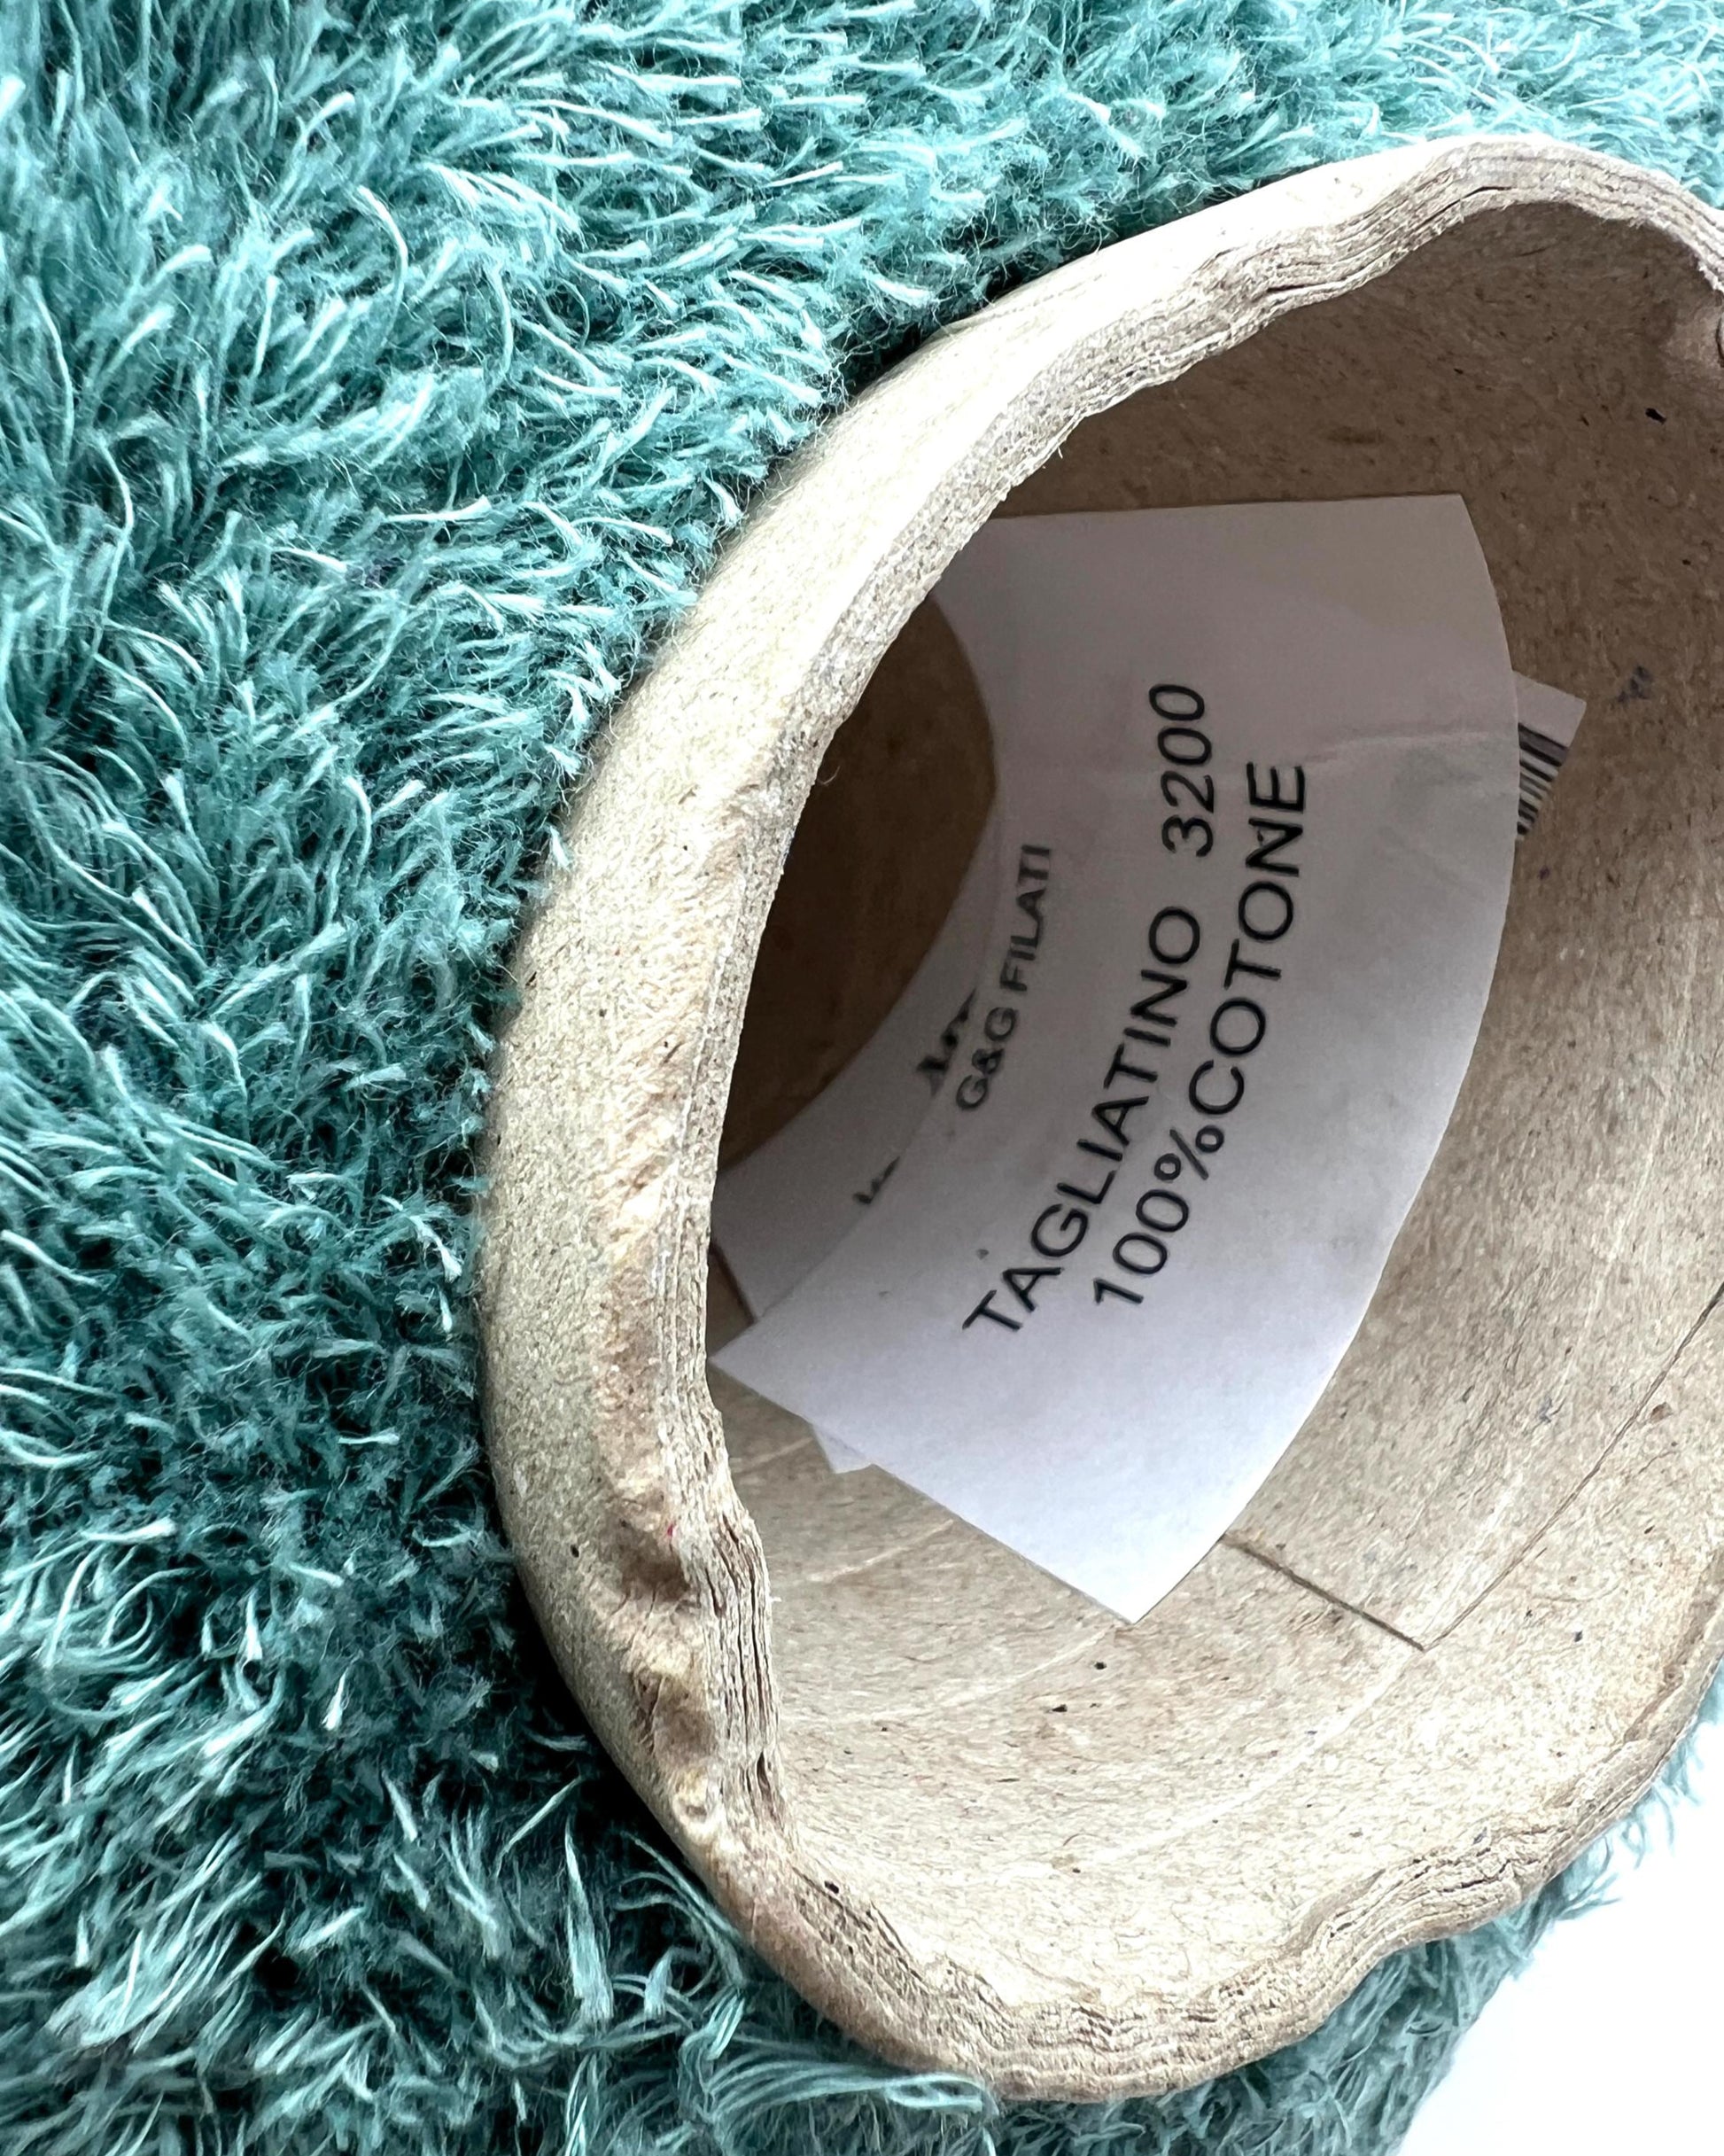 G&G FILATI
TAGLIATINO 3200
100%COTONE